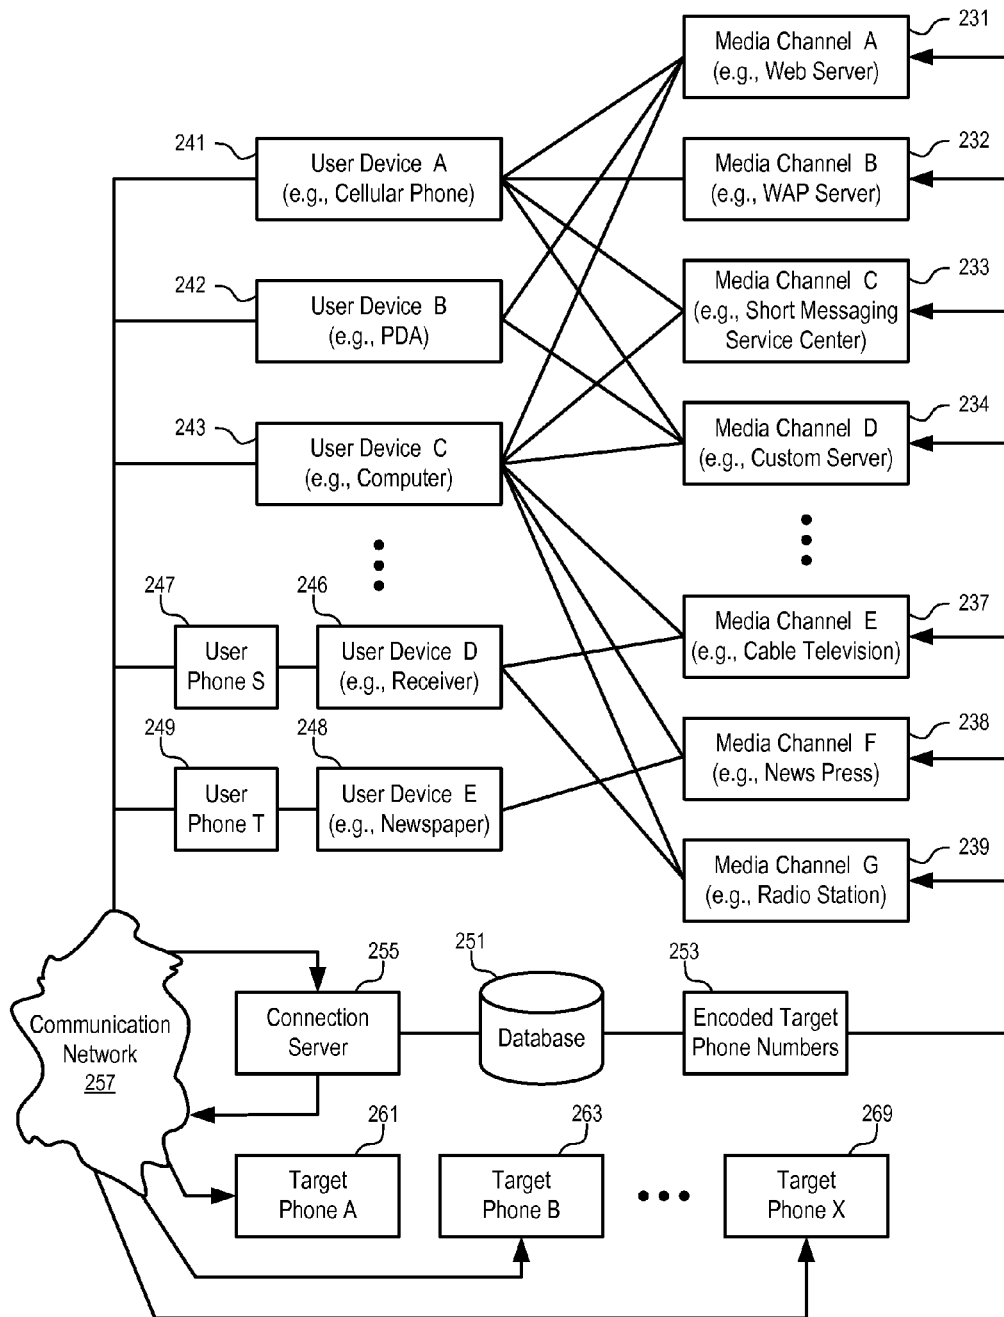 231
Media Channel A
(e.g., Web Server)
241
User Device A
(e.g., Cellular Phone)
232
Media Channel B
(e.g., WAP Server)
242
User Device B
(e.g., PDA)
233
Media Channel C
(e.g., Short Messaging
Service Center)
243
User Device C
(e.g., Computer)
234
Media Channel D
(e.g., Custom Server)
247
User
Phone S
246
User Device D
(e.g., Receiver)
237
Media Channel E
(e.g., Cable Television)
249
User
Phone T
248
User Device E
(e.g., Newspaper)
238
Media Channel F
(e.g., News Press)
239
Media Channel G
(e.g., Radio Station)
Communication
Network
257
255
Connection
Server
251
Database
253
Encoded Target
Phone Numbers
261
Target
Phone A
263
Target
Phone B
269
Target
Phone X